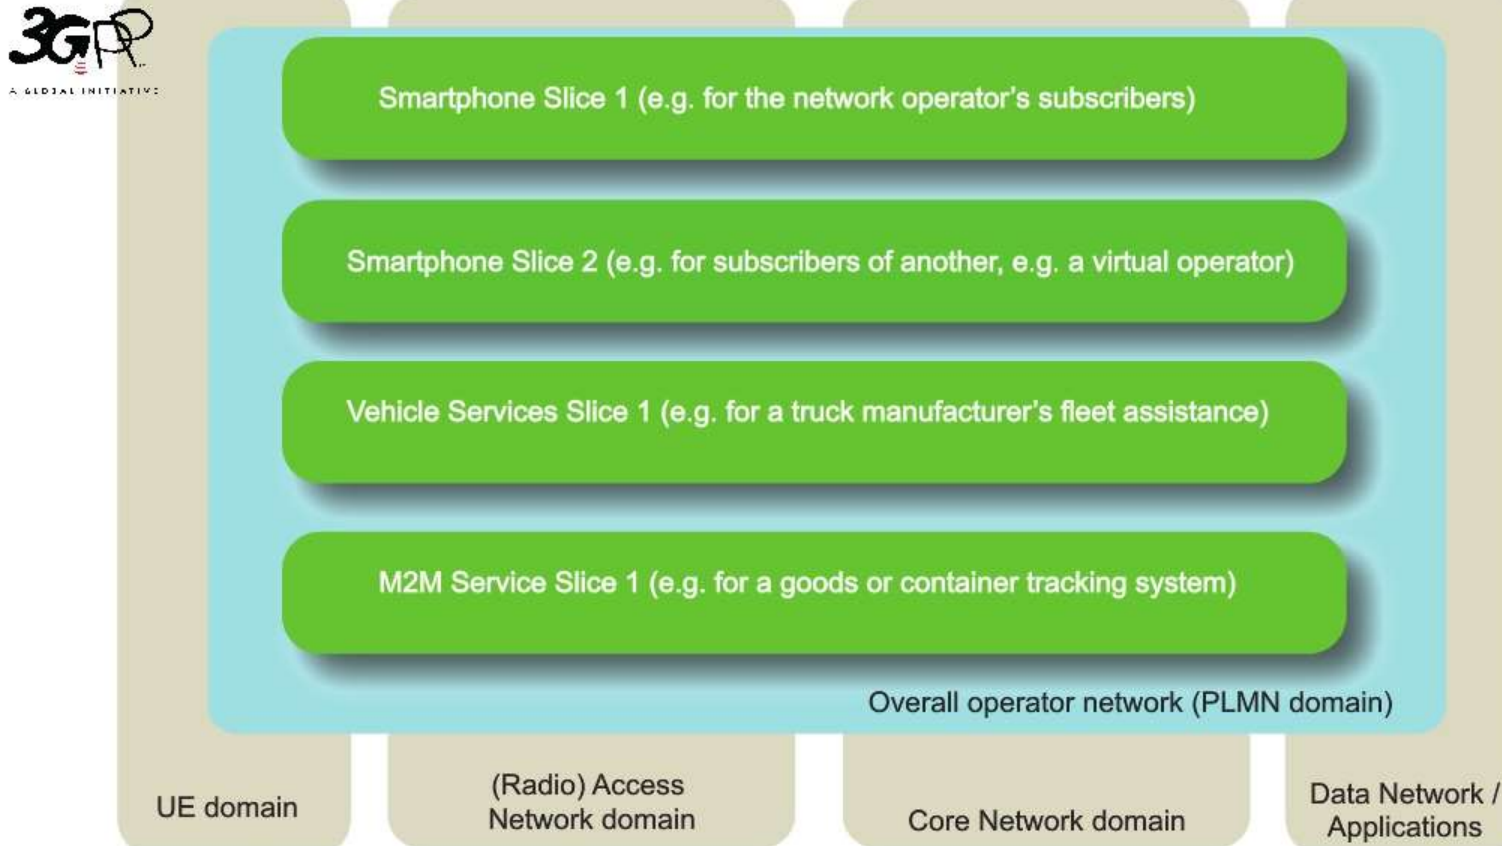 3GPP
A GLOBAL INITIATIVE
Smartphone Slice 1 (e.g. for the network operator's subscribers)
Smartphone Slice 2 (e.g. for subscribers of another, e.g. a virtual operator)
Vehicle Services Slice 1 (e.g. for a truck manufacturer's fleet assistance)
M2M Service Slice 1 (e.g. for a goods or container tracking system)
Overall operator network (PLMN domain)
UE domain
(Radio) Access
Network domain
Core Network domain
Data Network /
Applications